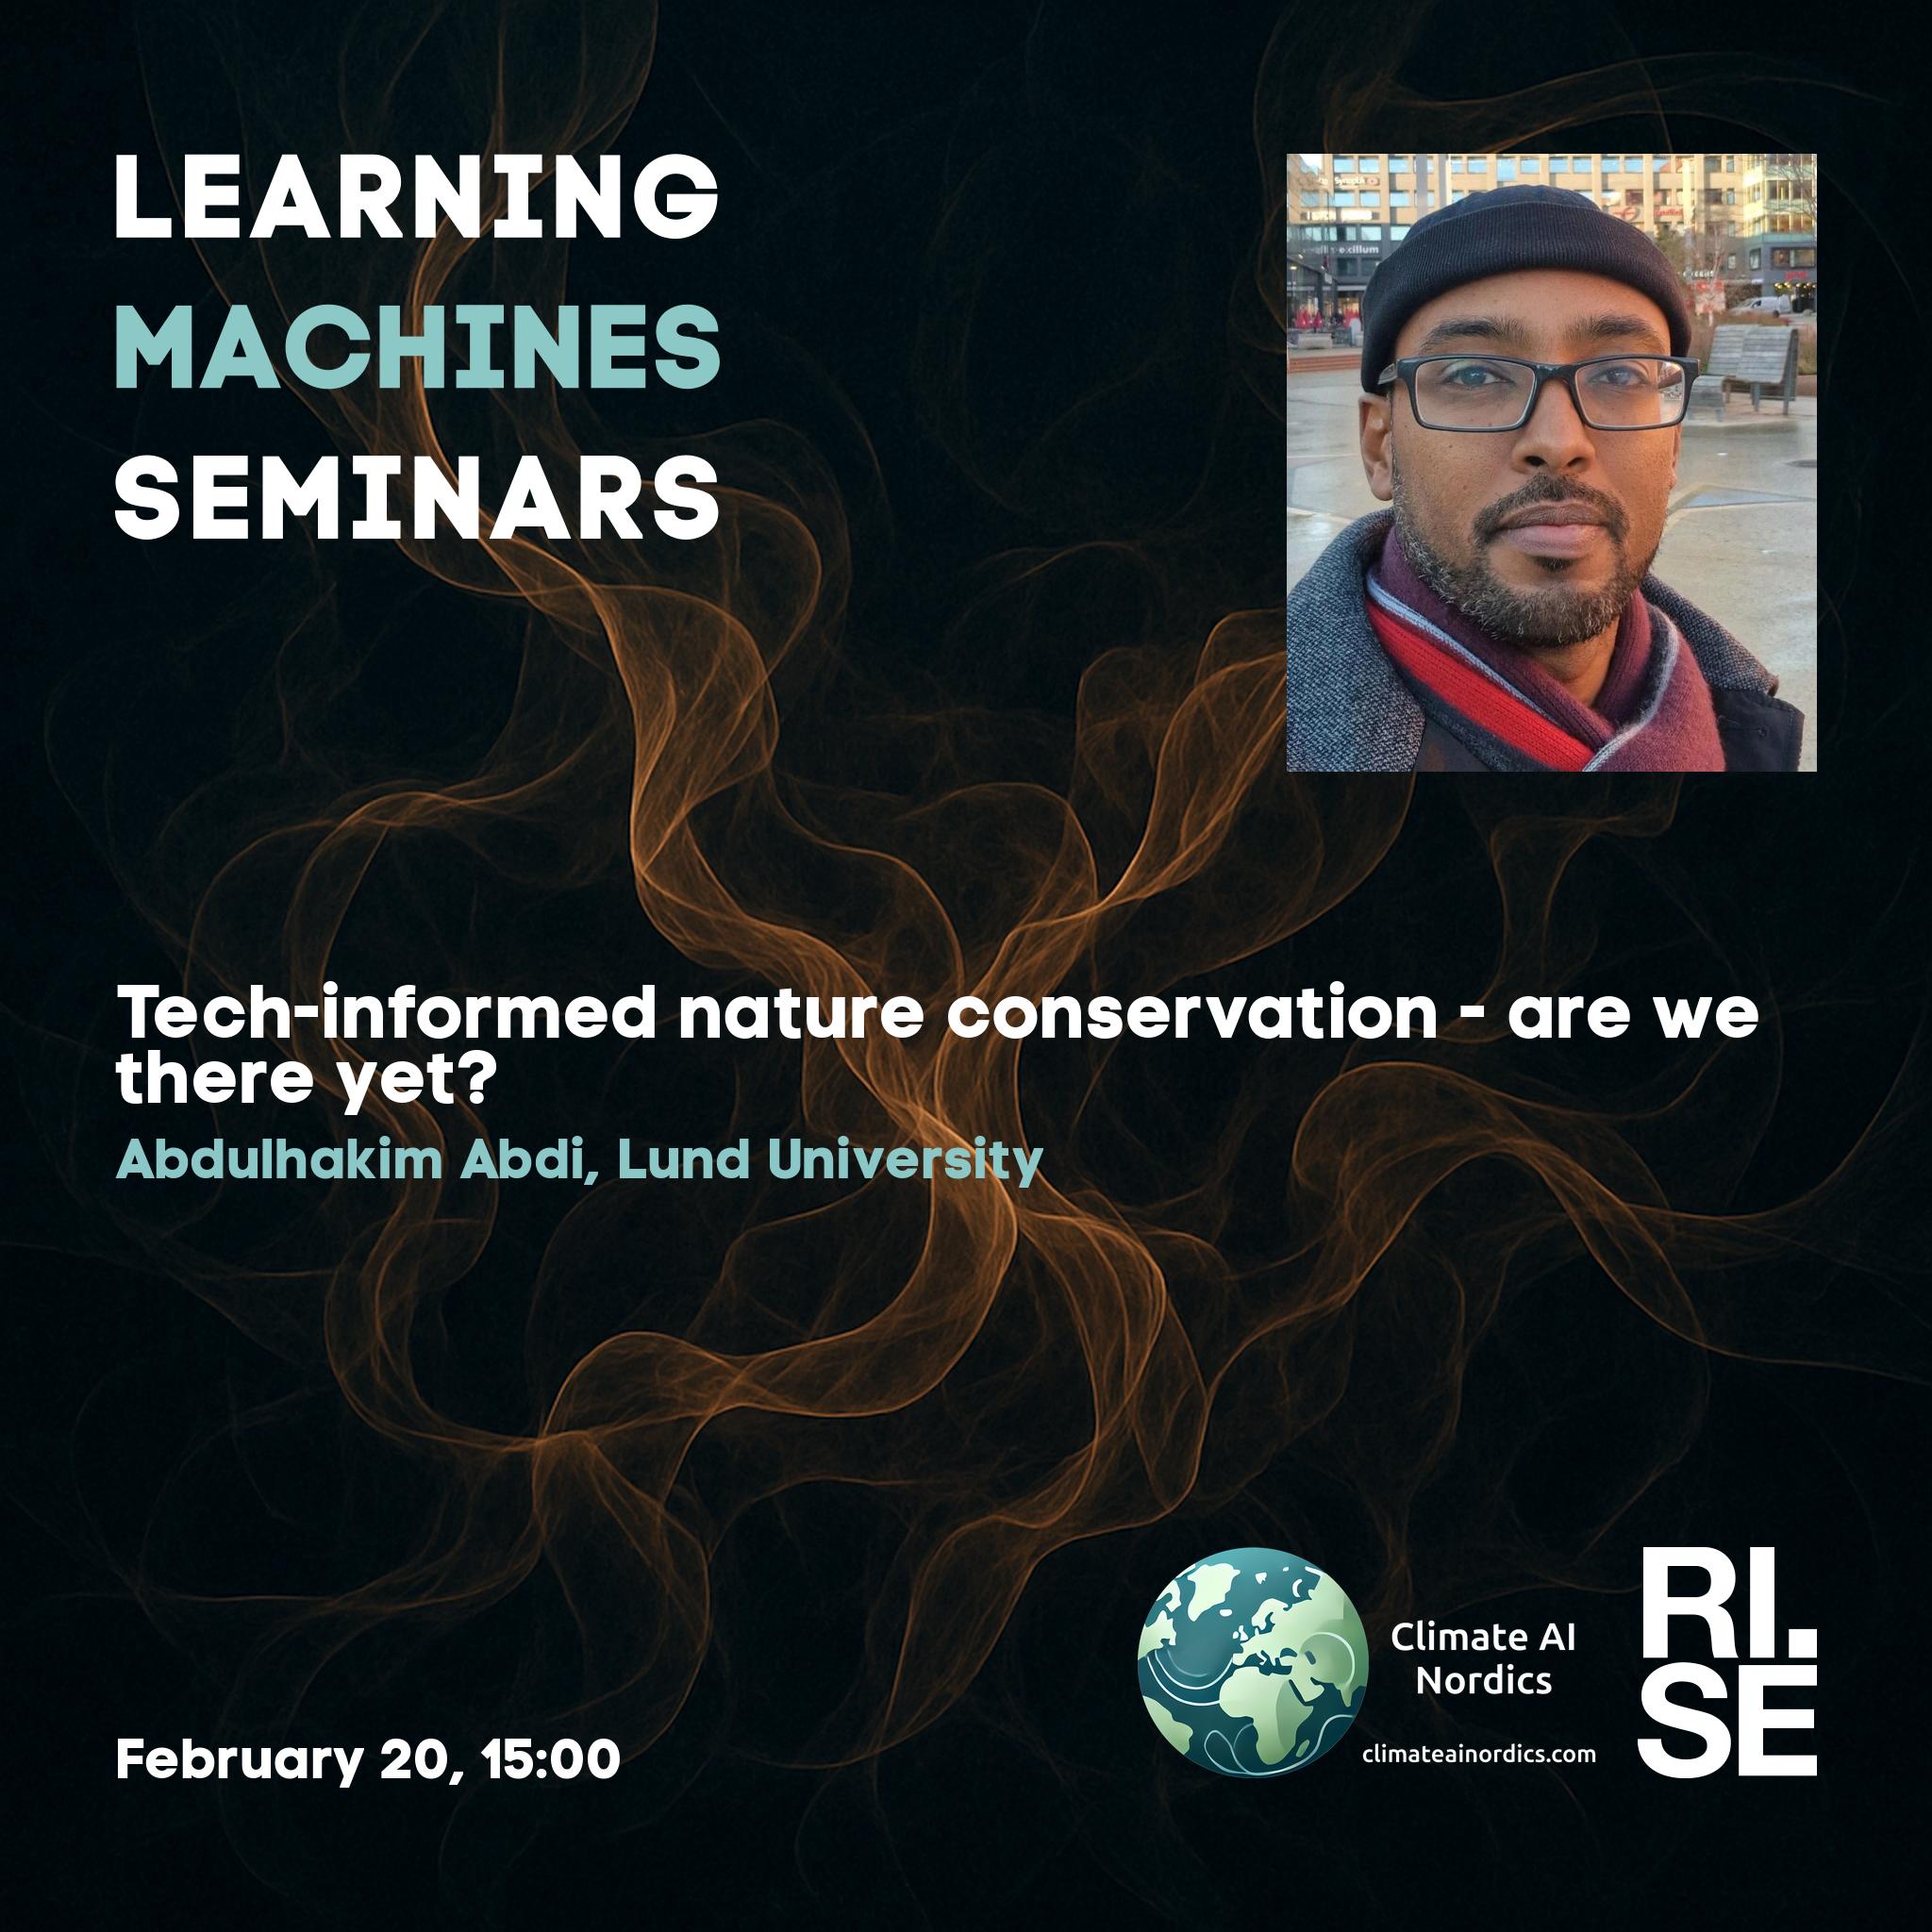 LEARNING
MACHINES
SEMINARS
Tech-informed nature conservation - are we
there yet?
Abdulhakim Abdi, Lund University
February 20, 15:00
Climate AI
Nordics
climateainordics.com
RI.
SE